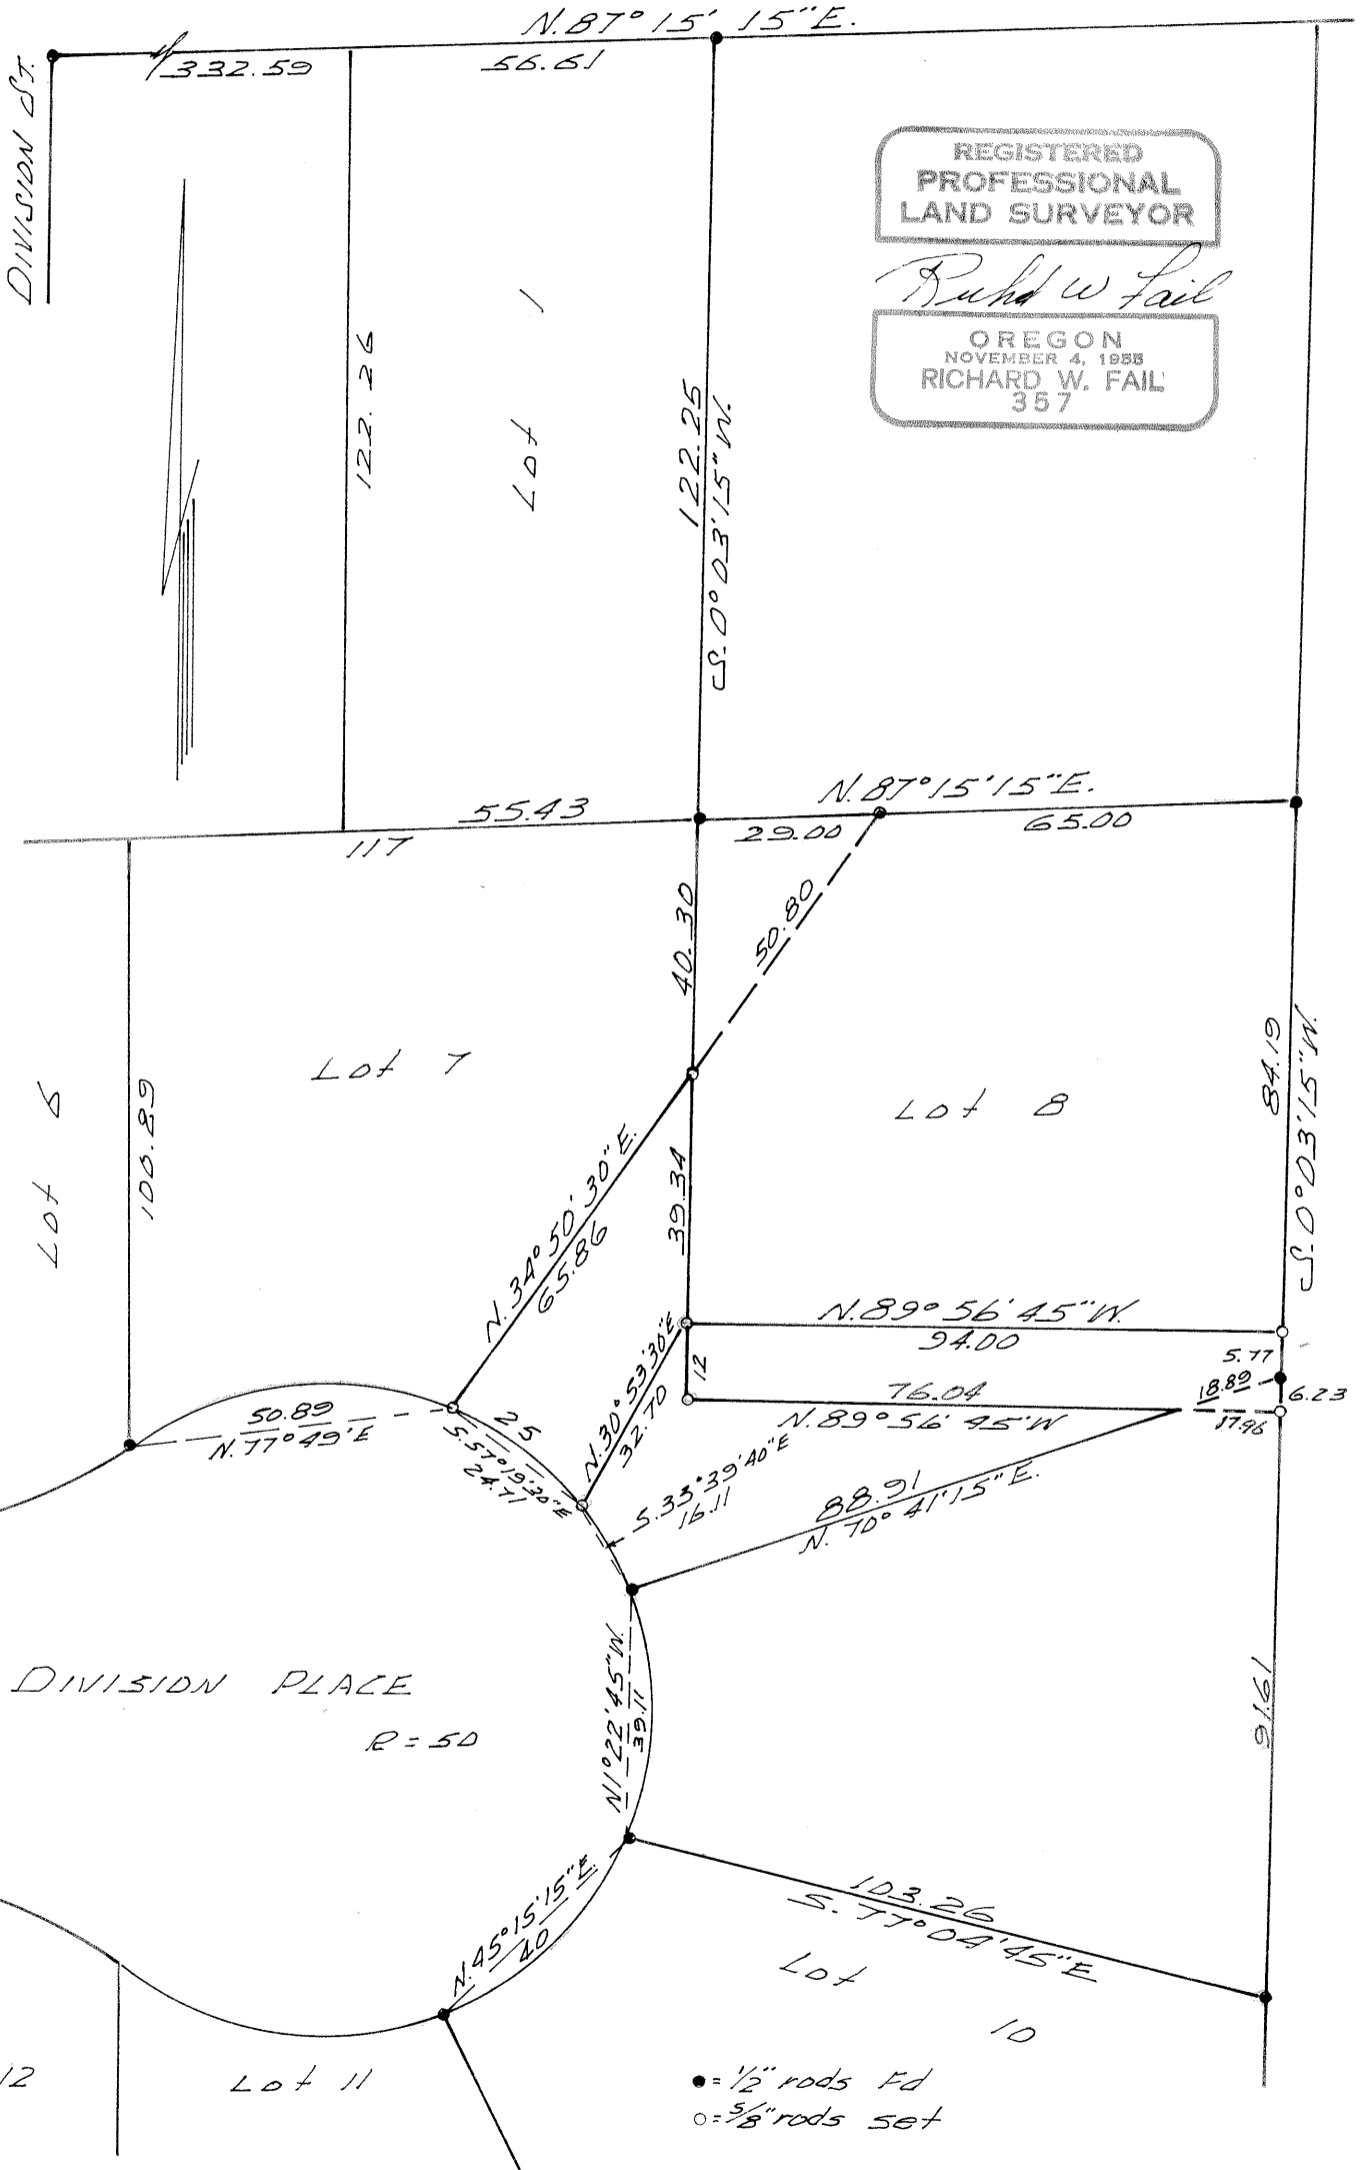 N. 87° 15' 15" E.
DIVISION ST.
332.59
56.61
REGISTERED
PROFESSIONAL
LAND SURVEYOR
OREGON
NOVEMBER 4, 1955
RICHARD W. FAIL
357
122.26
Lot 1
122.25
S. 0° 03' 15" W.
N. 87° 15' 15" E.
55.43
117
29.00
65.00
40.30
50.80
Lot 7
Lot 8
Lot 6
100.89
84.19
S. 0° 03' 15" W.
N. 34° 50' 30" E.
65.86
39.34
N. 89° 56' 45" W.
94.00
12
5.77
18.89
6.23
76.04
N. 89° 56' 45" W
17.96
50.89
N. 77° 49' E
25
S. 57° 19' 30" E
24.71
N. 30° 53' 30" E
32.70
S. 33° 39' 40" E
16.11
88.91
N. 70° 41' 15" E.
DIVISION PLACE
R = 50
N 1° 22' 45" W.
39.11
91.61
N. 45° 15' 15" E.
40
103.26
S. 77° 04' 45" E
Lot
10
12
Lot 11
● = 1/2" rods Fd
○ = 5/8" rods set